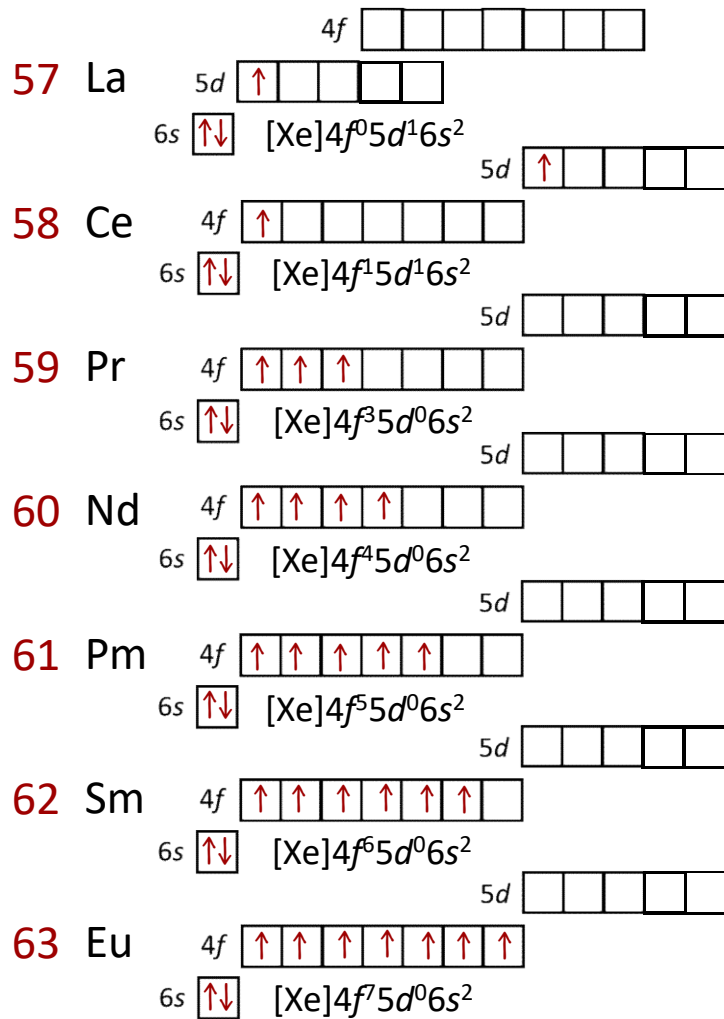 4f
57 La 5d ↑
6s ↑↓ [Xe]4f⁰5d¹6s²
5d ↑
58 Ce 4f ↑
6s ↑↓ [Xe]4f¹5d¹6s²
5d
59 Pr 4f ↑ ↑ ↑
6s ↑↓ [Xe]4f³5d⁰6s²
5d
60 Nd 4f ↑ ↑ ↑ ↑
6s ↑↓ [Xe]4f⁴5d⁰6s²
5d
61 Pm 4f ↑ ↑ ↑ ↑ ↑
6s ↑↓ [Xe]4f⁵5d⁰6s²
5d
62 Sm 4f ↑ ↑ ↑ ↑ ↑ ↑
6s ↑↓ [Xe]4f⁶5d⁰6s²
5d
63 Eu 4f ↑ ↑ ↑ ↑ ↑ ↑ ↑
6s ↑↓ [Xe]4f⁷5d⁰6s²